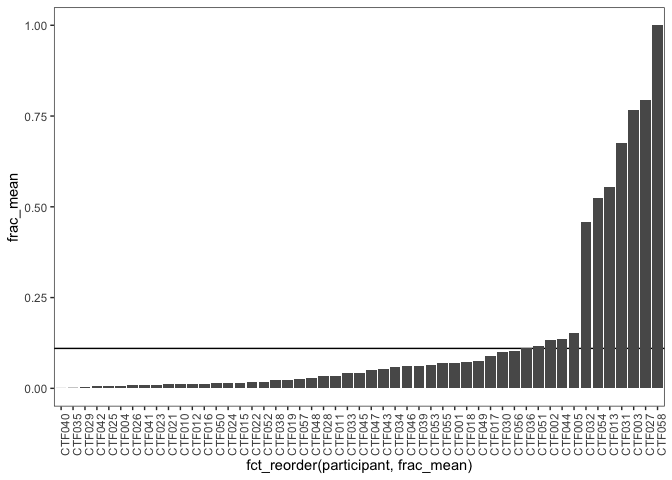 1.00
0.75
0.50
0.25
0.00
frac_mean
CTF040
CTF035
CTF029
CTF042
CTF025
CTF004
CTF026
CTF041
CTF023
CTF021
CTF010
CTF012
CTF016
CTF050
CTF024
CTF015
CTF022
CTF052
CTF038
CTF019
CTF057
CTF048
CTF028
CTF011
CTF033
CTF045
CTF047
CTF043
CTF034
CTF046
CTF039
CTF053
CTF055
CTF001
CTF018
CTF049
CTF017
CTF030
CTF056
CTF036
CTF051
CTF002
CTF044
CTF005
CTF032
CTF054
CTF013
CTF031
CTF003
CTF027
CTF058
fct_reorder(participant, frac_mean)